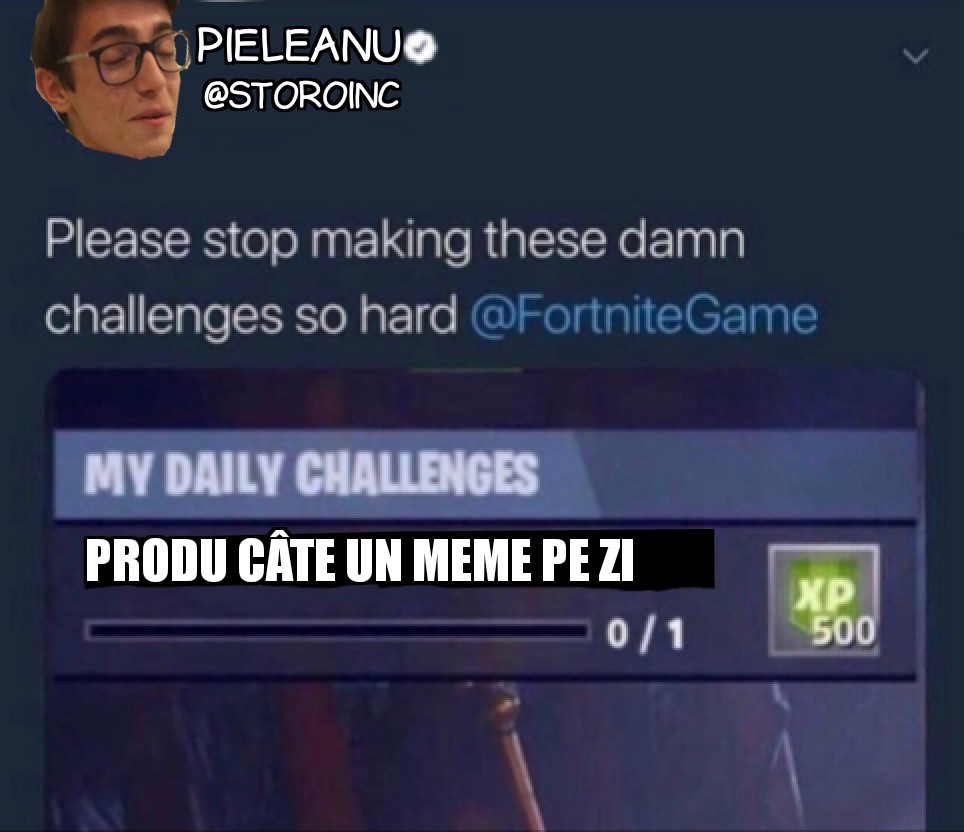 PIELEANU
@STOROINC
Please stop making these damn
challenges so hard @FortniteGame
MY DAILY CHALLENGES
PRODU CÂTE UN MEME PE ZI
0 / 1
XP
500